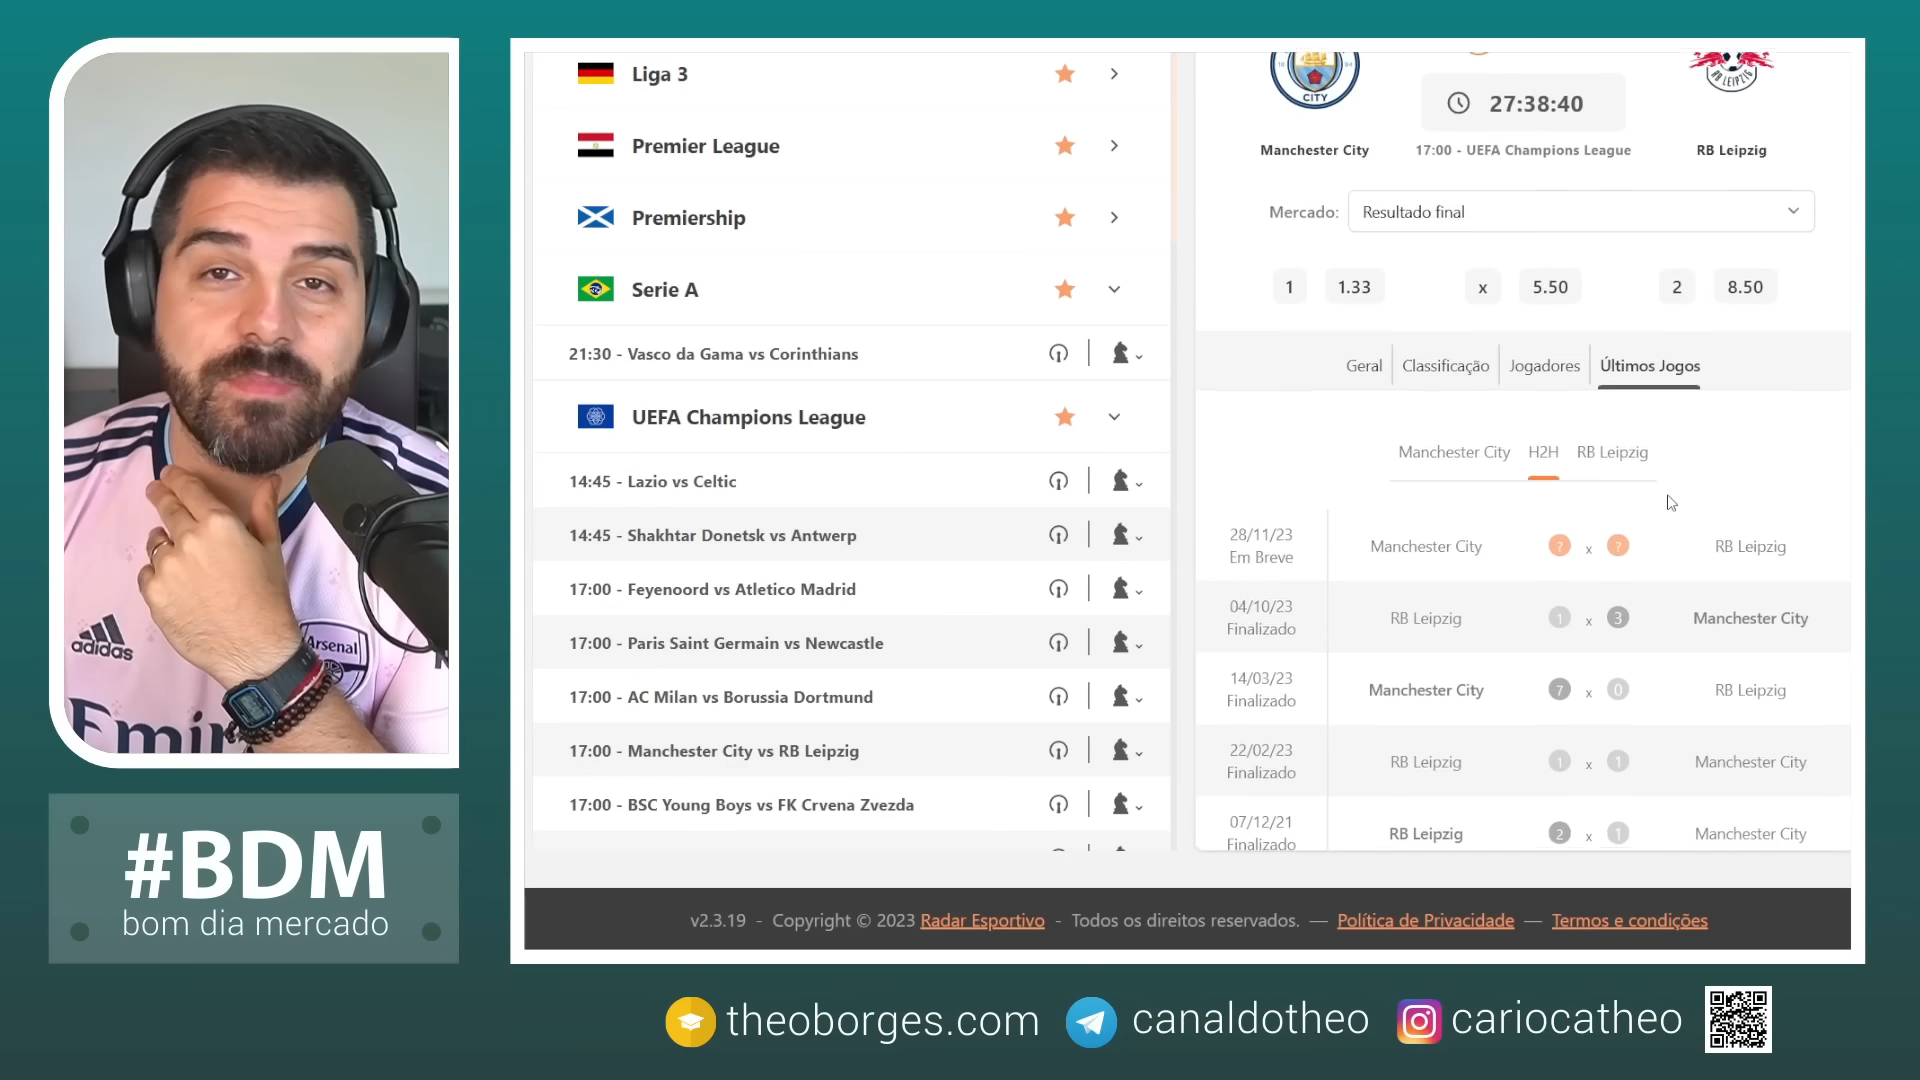 Liga 3
Premier League
Premiership
Serie A
21:30 - Vasco da Gama vs Corinthians
UEFA Champions League
14:45 - Lazio vs Celtic
14:45 - Shakhtar Donetsk vs Antwerp
17:00 - Feyenoord vs Atletico Madrid
17:00 - Paris Saint Germain vs Newcastle
17:00 - AC Milan vs Borussia Dortmund
17:00 - Manchester City vs RB Leipzig
17:00 - BSC Young Boys vs FK Crvena Zvezda
CITY
RB LEIPZIG
27:38:40
Manchester City
17:00 - UEFA Champions League
RB Leipzig
Mercado: Resultado final
1 1.33 x 5.50 2 8.50
Geral Classificação Jogadores Últimos Jogos
Manchester City H2H RB Leipzig
28/11/23
Em Breve
Manchester City ? x ? RB Leipzig
04/10/23
Finalizado
RB Leipzig 1 x 3 Manchester City
14/03/23
Finalizado
Manchester City 7 x 0 RB Leipzig
22/02/23
Finalizado
RB Leipzig 1 x 1 Manchester City
07/12/21
Finalizado
RB Leipzig 2 x 1 Manchester City
v2.3.19 - Copyright © 2023 Radar Esportivo - Todos os direitos reservados. — Política de Privacidade — Termos e condições
adidas
Arsenal
#BDM
bom dia mercado
theoborges.com
canaldotheo
cariocatheo